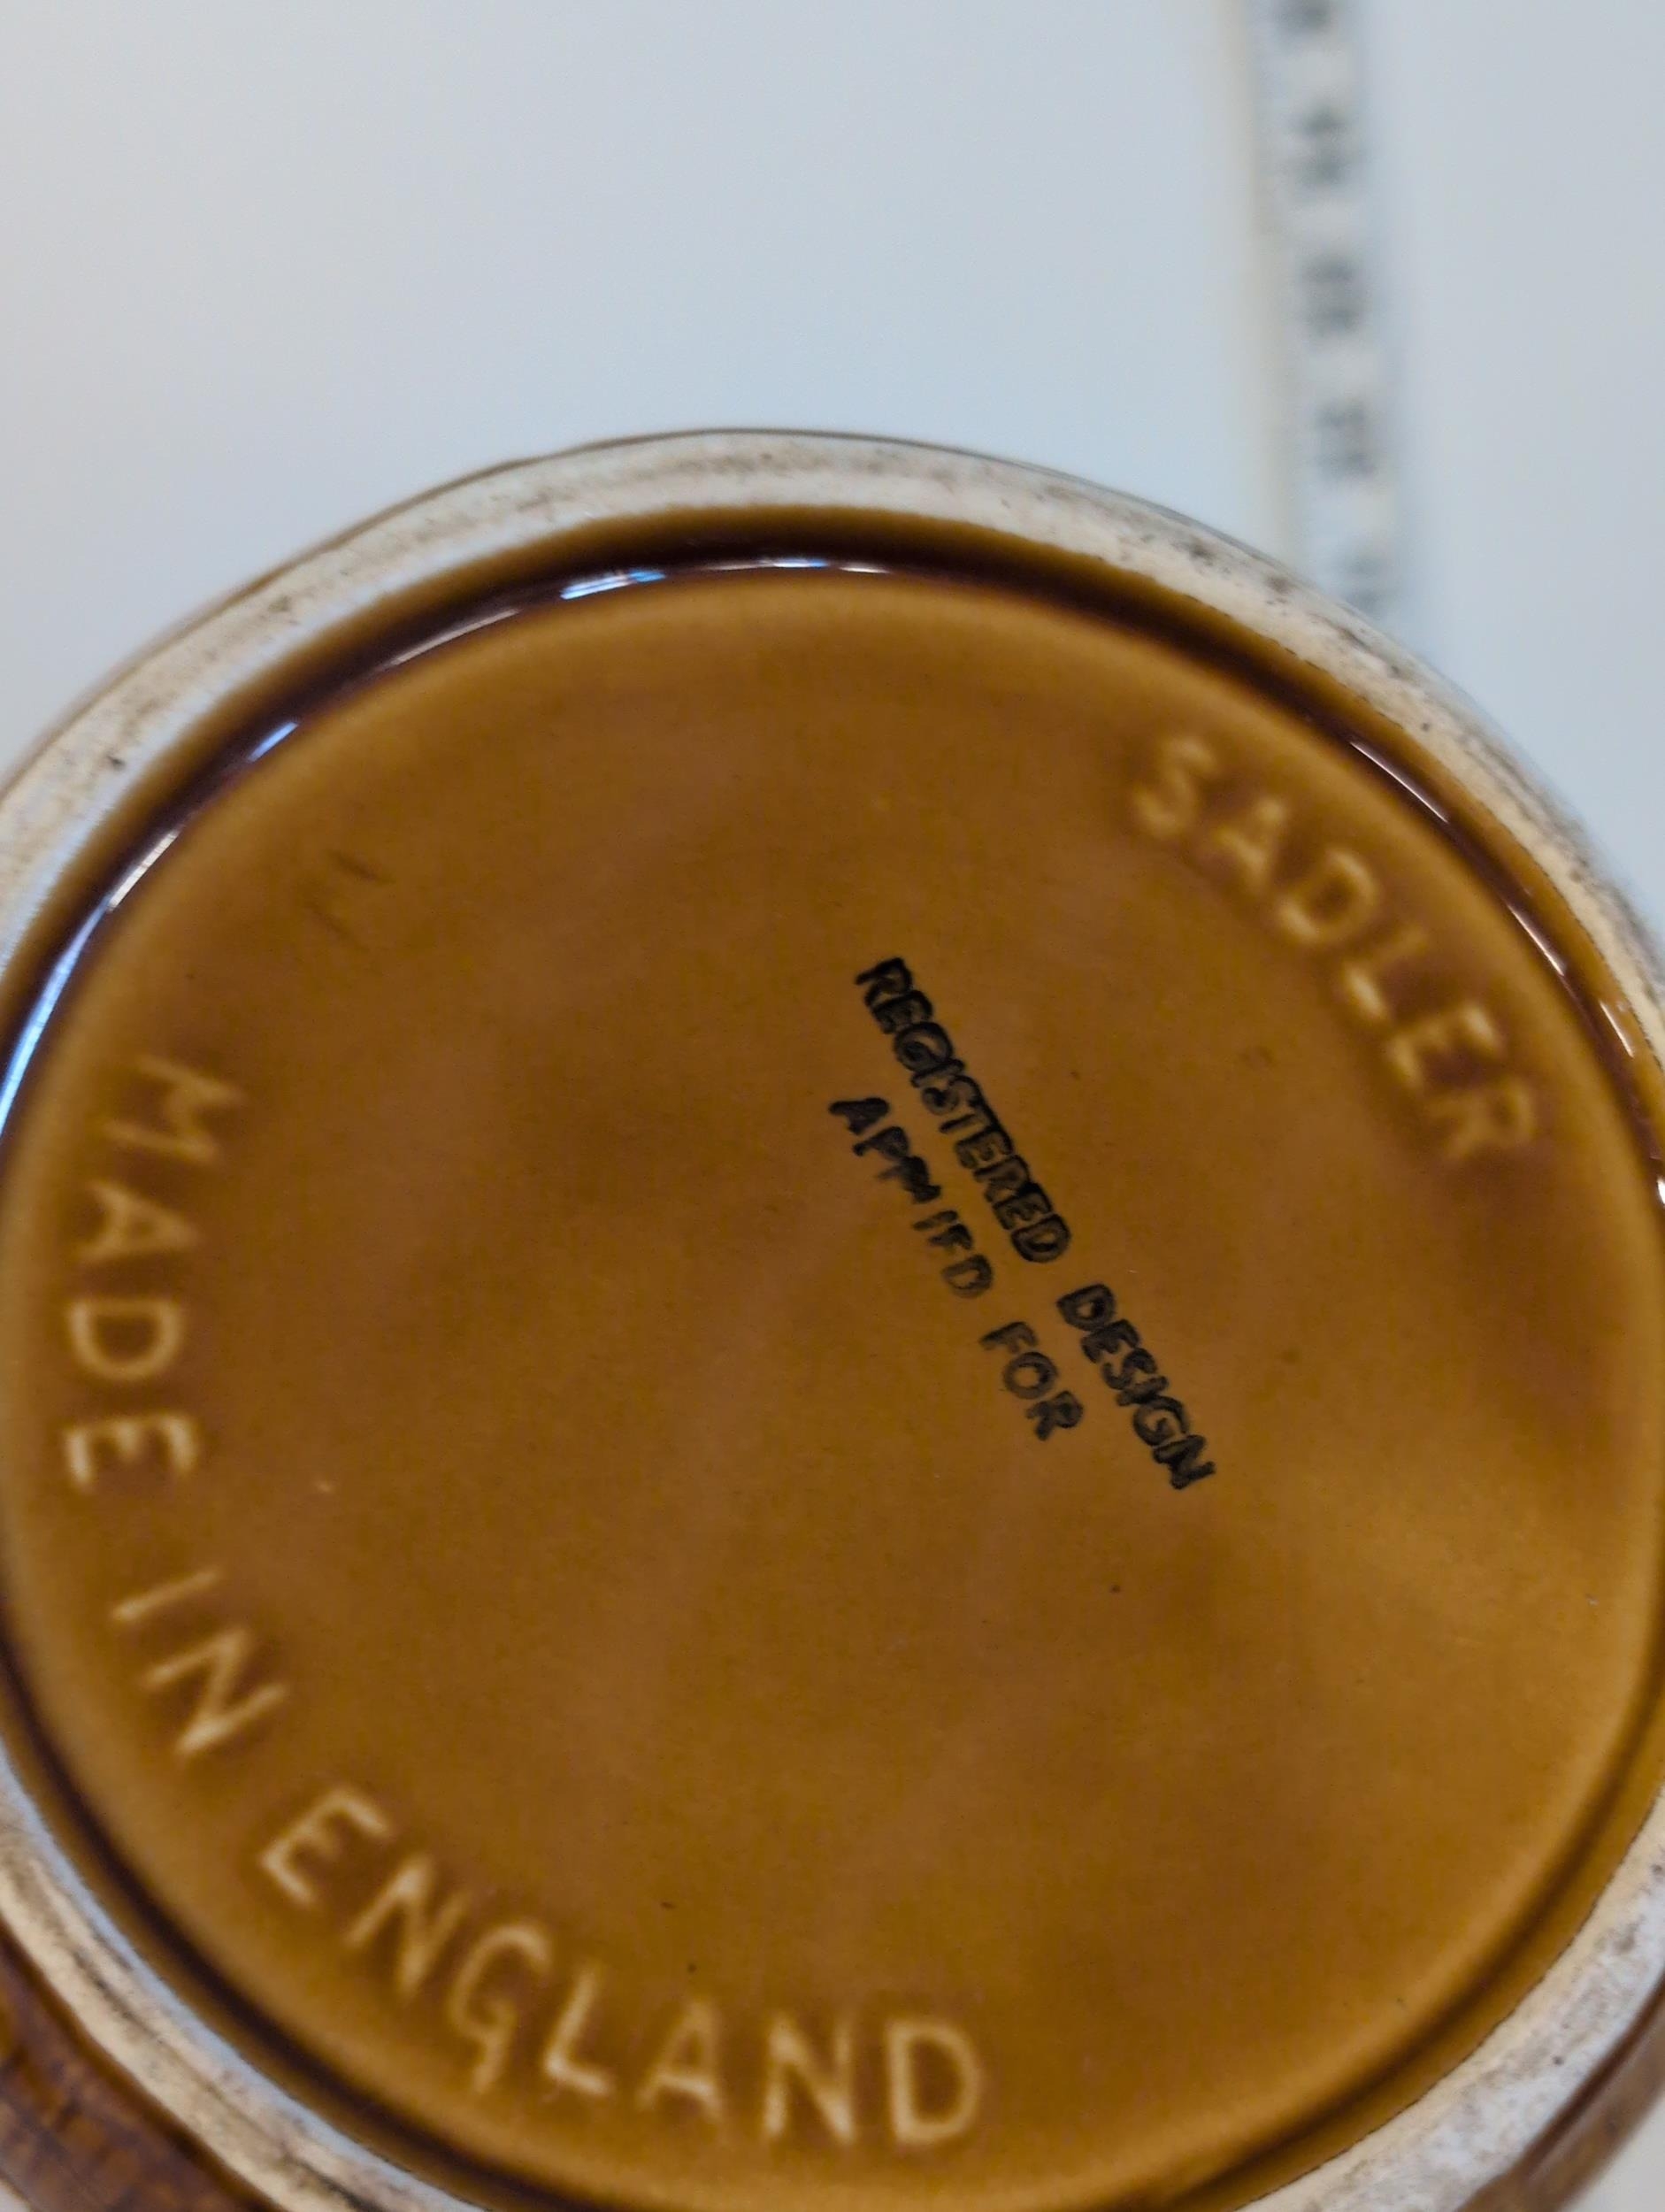 SADLER
REGISTERED DESIGN
APPLIED FOR
MADE IN ENGLAND